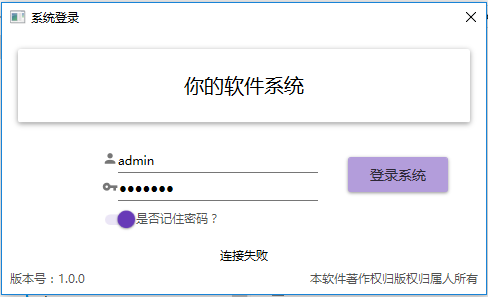 系统登录
你的软件系统
admin
●●●●●●●
登录系统
是否记住密码？
连接失败
版本号：1.0.0
本软件著作权归版权归属人所有